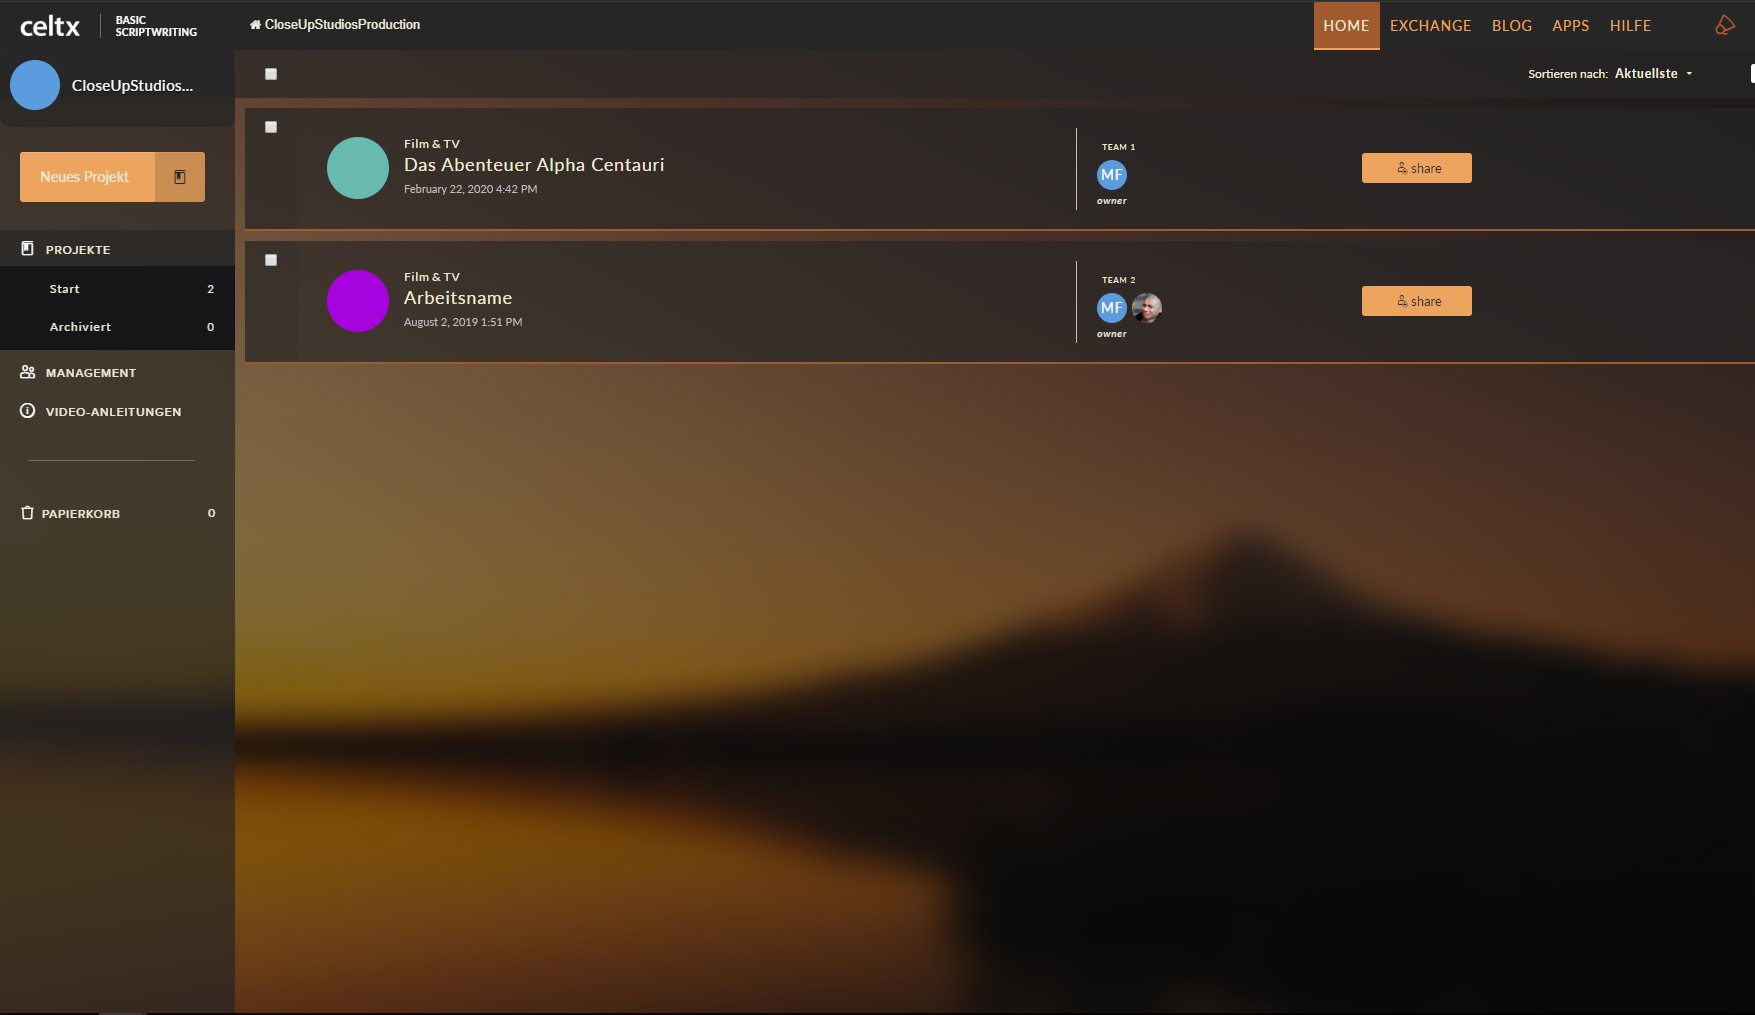 celtx
BASIC
SCRIPTWRITING
CloseUpStudiosProduction
HOME
EXCHANGE
BLOG
APPS
HILFE
CloseUpStudios...
Neues Projekt
PROJEKTE
Start 2
Archiviert 0
MANAGEMENT
VIDEO-ANLEITUNGEN
PAPIERKORB 0
Sortieren nach: Aktuellste
Film & TV
Das Abenteuer Alpha Centauri
February 22, 2020 4:42 PM
TEAM 1
MF
owner
share
Film & TV
Arbeitsname
August 2, 2019 1:51 PM
TEAM 2
MF
owner
share